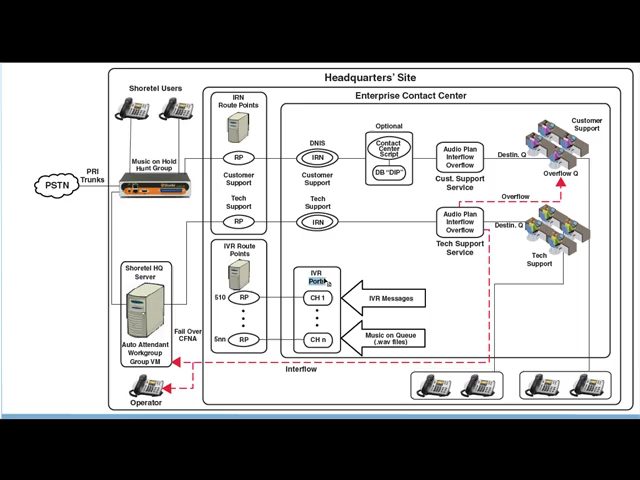 Headquarters' Site
Enterprise Contact Center
Shoretel Users
IRN
Route Points
Optional
Customer
Support
DNIS
Contact
Center
Script
DB "DIP"
Audio Plan
Interflow
Overflow
Destin. Q
Music on Hold
Hunt Group
PRI
Trunks
PSTN
RP
IRN
Customer
Support
Customer
Support
Cust. Support
Service
Overflow Q
Overflow
Tech
Support
Tech
Support
RP
IRN
Audio Plan
Interflow
Overflow
Destin. Q
Tech Support
Service
Tech
Support
IVR Route
Points
IVR
Ports
Shoretel HQ
Server
510
RP
CH 1
IVR Messages
Fail Over
CFNA
5nn
RP
CH n
Music on Queue
(.wav files)
Auto Attendant
Workgroup
Group VM
Interflow
Operator